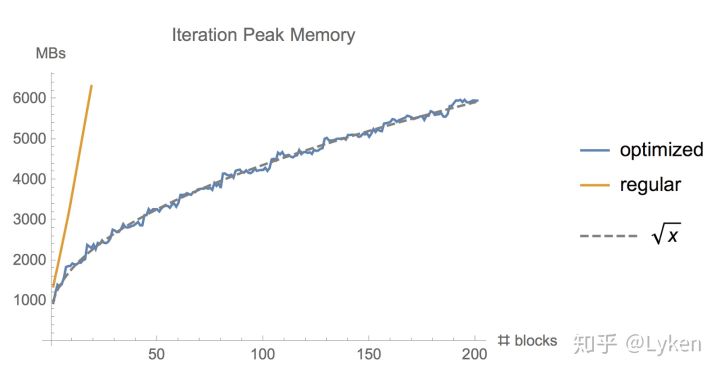 Iteration Peak Memory
MBs
6000
5000
4000
3000
2000
1000
50
100
150
200
# blocks
optimized
regular
√x
知乎 @Lyken